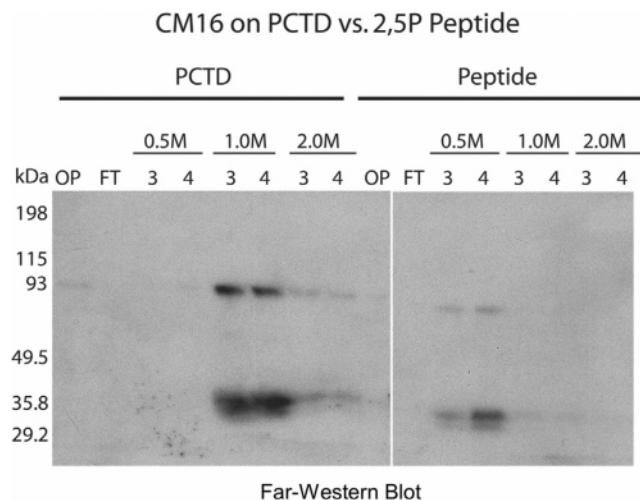 CM16 on PCTD vs. 2,5P Peptide
PCTD Peptide
0.5M 1.0M 2.0M 0.5M 1.0M 2.0M
kDa OP FT 3 4 3 4 3 4 OP FT 3 4 3 4 3 4
198
115
93
49.5
35.8
29.2
Far-Western Blot